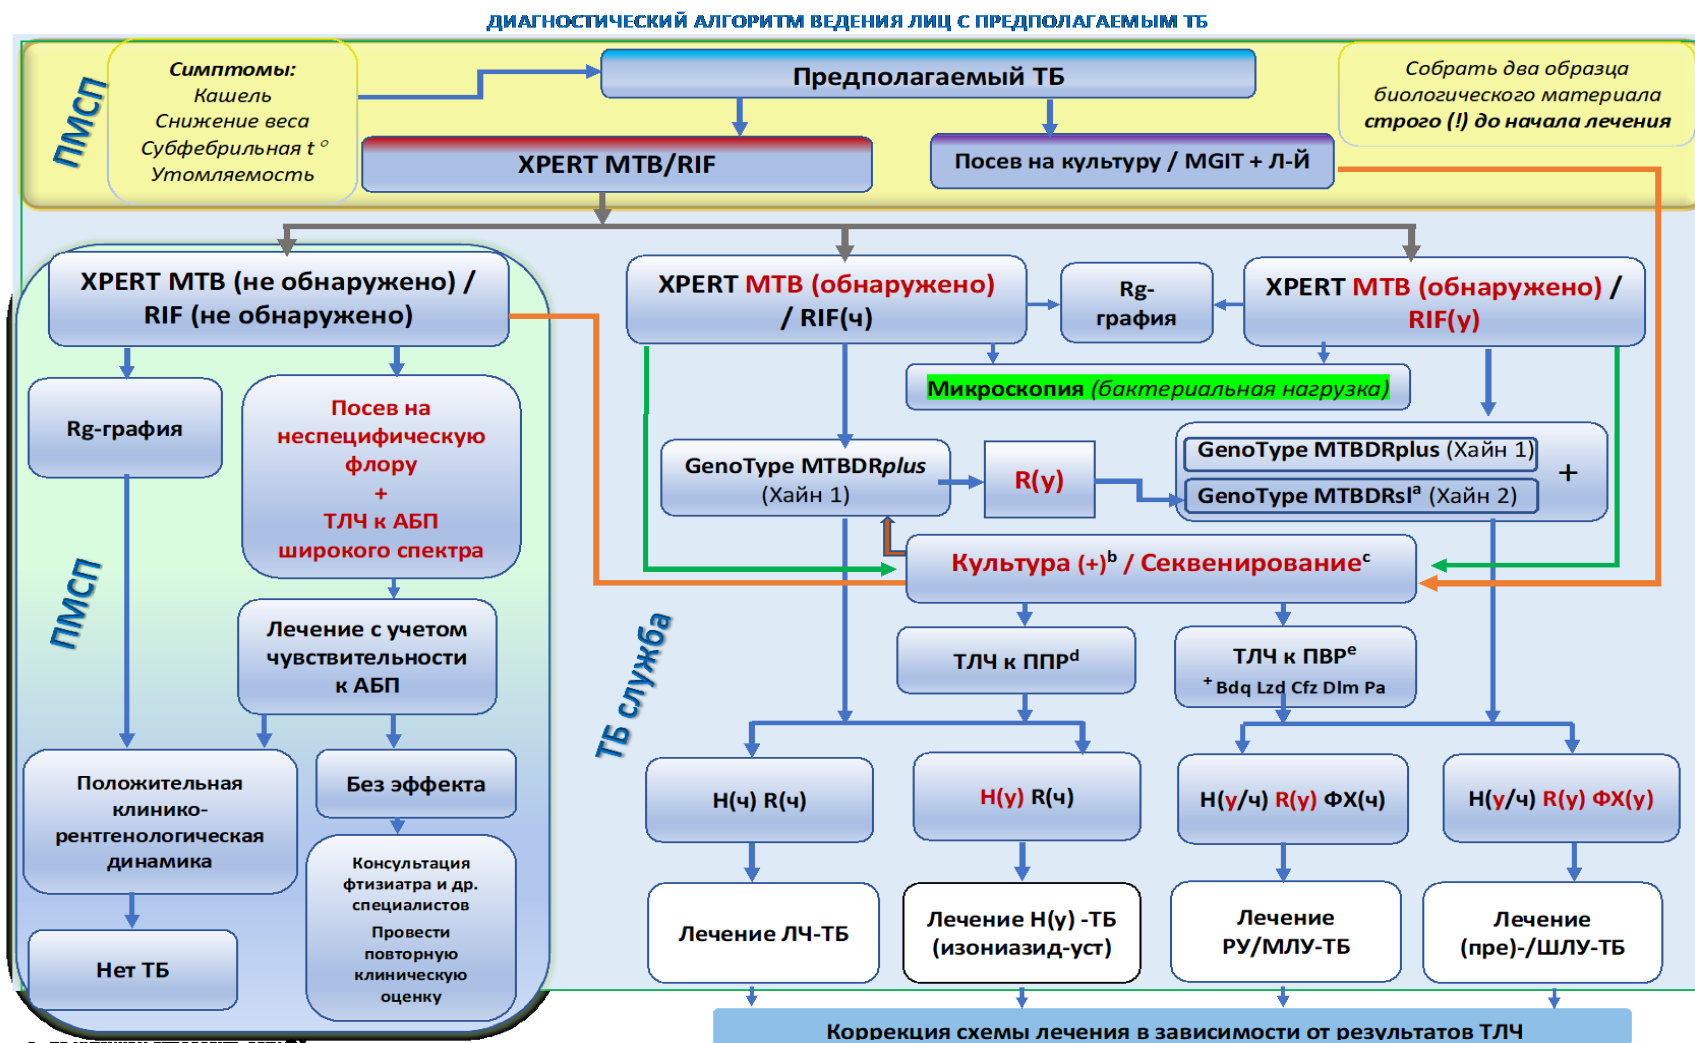 ДИАГНОСТИЧЕСКИЙ АЛГОРИТМ ВЕДЕНИЯ ЛИЦ С ПРЕДПОЛАГАЕМЫМ ТБ
ПМСП
Симптомы:
Кашель
Снижение веса
Субфебрильная t °
Утомляемость
Предполагаемый ТБ
Собрать два образца
биологического материала
строго (!) до начала лечения
XPERT MTB/RIF
Посев на культуру / MGIT + Л-Й
XPERT MTB (не обнаружено) /
RIF (не обнаружено)
XPERT MTB (обнаружено)
/ RIF(ч)
Rg-
графия
XPERT MTB (обнаружено) /
RIF(у)
Микроскопия (бактериальная нагрузка)
Rg-графия
Посев на
неспецифическую
флору
+
ТЛЧ к АБП
широкого спектра
GenoType MTBDRplus
(Хайн 1)
R(у)
GenoType MTBDRplus (Хайн 1)
+
GenoType MTBDRslᵃ (Хайн 2)
Культура (+)ᵇ / Секвенированиеᶜ
ПМСП
Лечение с учетом
чувствительности
к АБП
ТБ служба
ТЛЧ к ППРᵈ
ТЛЧ к ПВРᵉ
⁺ Bdq Lzd Cfz Dlm Pa
Положительная
клинико-
рентгенологическая
динамика
Без эффекта
H(ч) R(ч)
H(у) R(ч)
H(у/ч) R(у) ФХ(ч)
H(у/ч) R(у) ФХ(у)
Консультация
фтизиатра и др.
специалистов
Провести
повторную
клиническую
оценку
Нет ТБ
Лечение ЛЧ-ТБ
Лечение H(у) -ТБ
(изониазид-уст)
Лечение
РУ/МЛУ-ТБ
Лечение
(пре)-/ШЛУ-ТБ
Коррекция схемы лечения в зависимости от результатов ТЛЧ